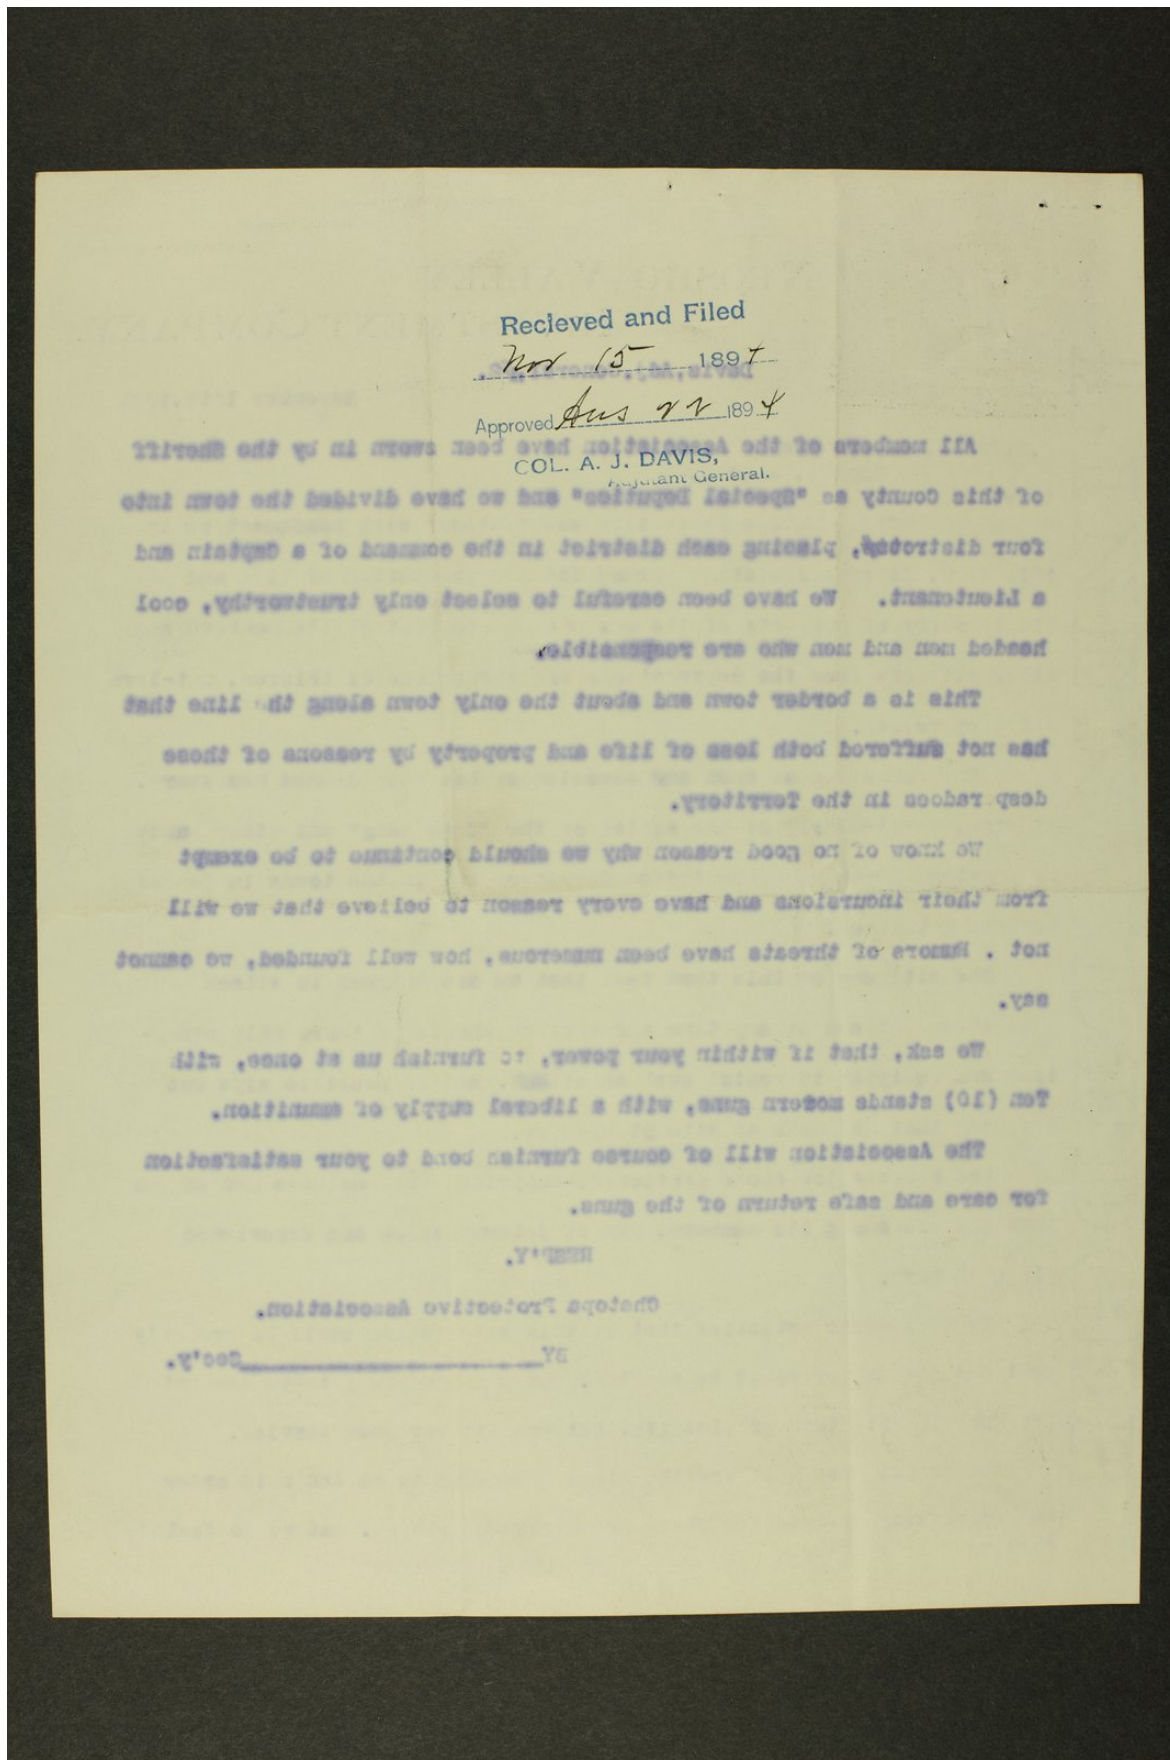 Recieved and Filed
Nov 15 1894
Davis, Adj. General, #2.
Approved Aug 22 1894
All members of the Association have been sworn in by the Sheriff
COL. A. J. DAVIS,
Adjutant General.
of this County as "Special Deputies" and we have divided the town into
four districts, placing each district in the command of a Captain and
a Lieutenant. We have been careful to select only trustworthy, cool
headed men and men who are responsible.
This is a border town and about the only town along the line that
has not suffered both loss of life and property by reasons of these
desp radoes in the Territory.
We know of no good reason why we should continue to be exempt
from their incursions and have every reason to believe that we will
not . Rumors of threats have been numerous, how well founded, we cannot
say.
We ask, that if within your power, to furnish us at once, with
Ten (10) stands modern guns, with a liberal supply of ammunition.
The Association will of course furnish bond to your satisfaction
for care and safe return of the guns.
RESP'Y.
Chetopa Protective Association.
BY____________________Sec'y.